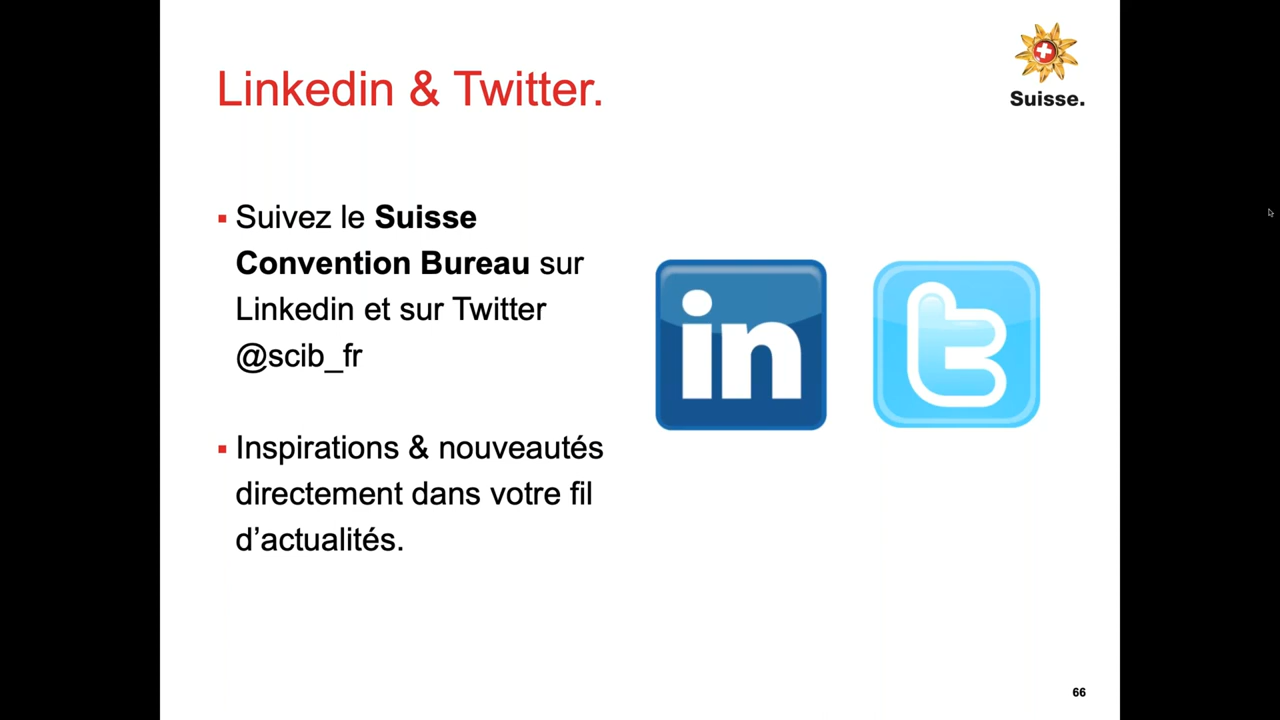 Linkedin & Twitter.
Suisse.
▪ Suivez le Suisse
Convention Bureau sur
Linkedin et sur Twitter
@scib_fr
in
t
▪ Inspirations & nouveautés
directement dans votre fil
d’actualités.
66